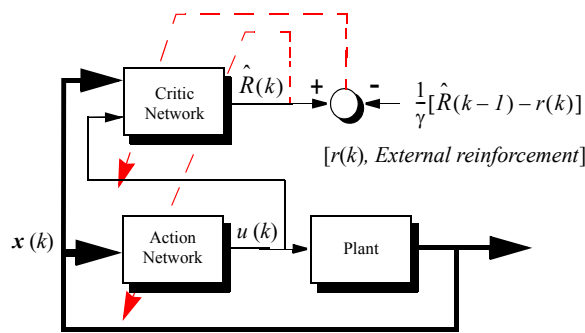 Critic
Network
R̂(k)
+
-
1/γ [R̂(k-1) – r(k)]
[r(k), External reinforcement]
x (k)
Action
Network
u (k)
Plant